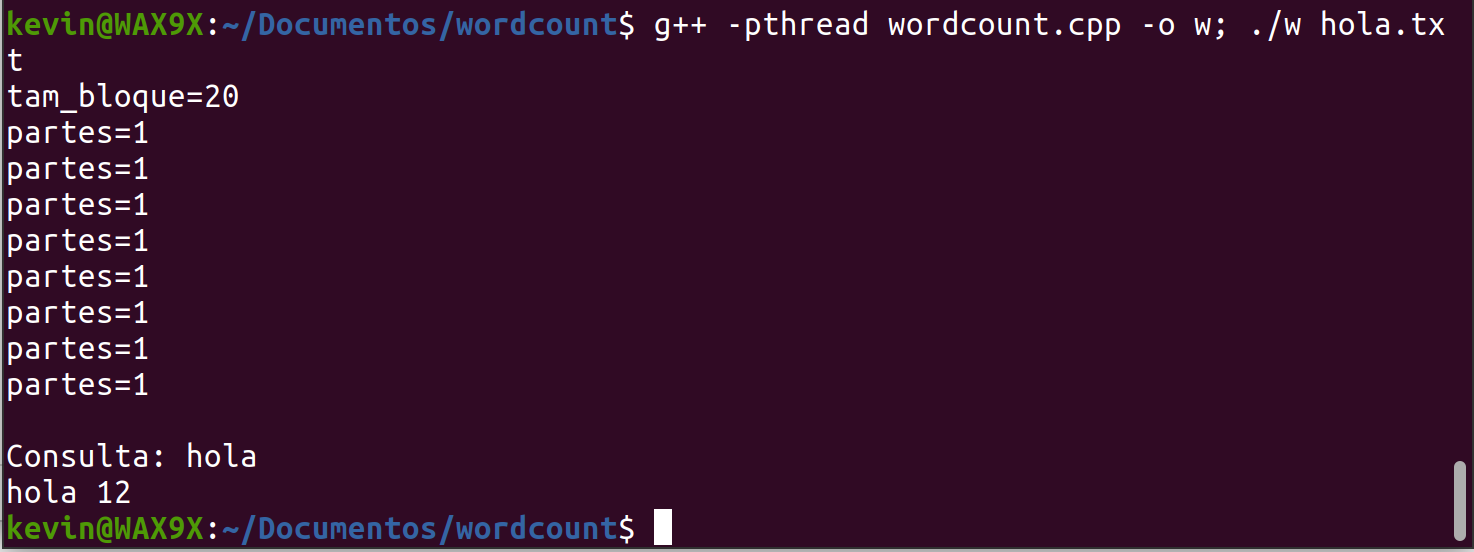 kevin@WAX9X:~/Documentos/wordcount$ g++ -pthread wordcount.cpp -o w; ./w hola.tx
t
tam_bloque=20
partes=1
partes=1
partes=1
partes=1
partes=1
partes=1
partes=1
partes=1
Consulta: hola
hola 12
kevin@WAX9X:~/Documentos/wordcount$